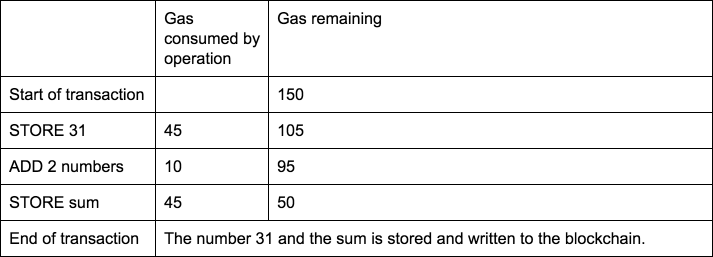 Gas consumed by operation
Gas remaining
Start of transaction 150
STORE 31 45 105
ADD 2 numbers 10 95
STORE sum 45 50
End of transaction The number 31 and the sum is stored and written to the blockchain.